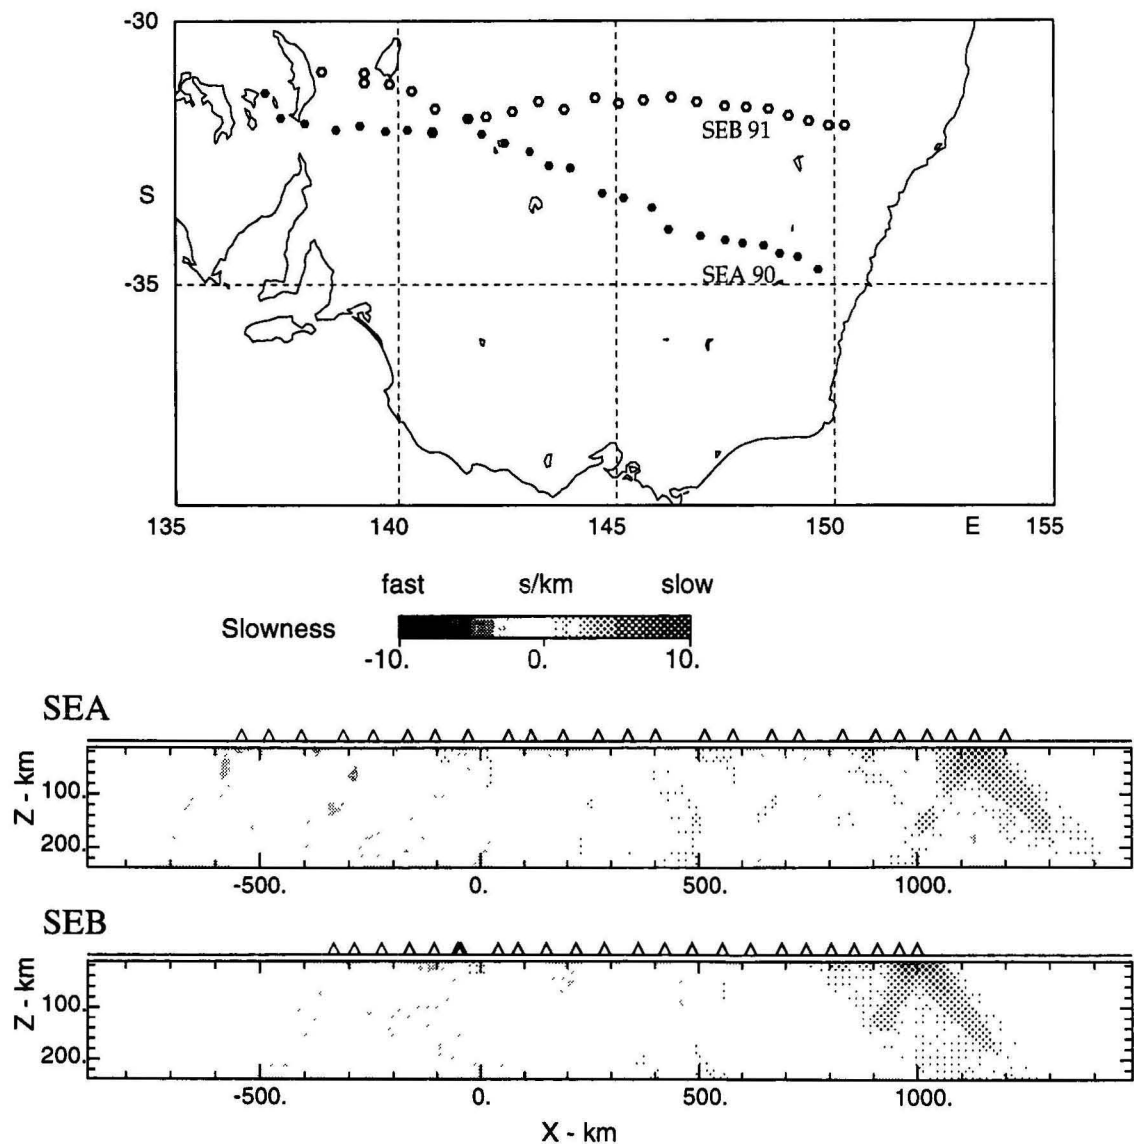 -30
S
SEB 91
SEA 90
-35
135 140 145 150 E 155
fast s/km slow
Slowness
-10. 0. 10.
SEA
Z - km
100.
200.
-500. 0. 500. 1000.
SEB
Z - km
100.
200.
-500. 0. 500. 1000.
X - km